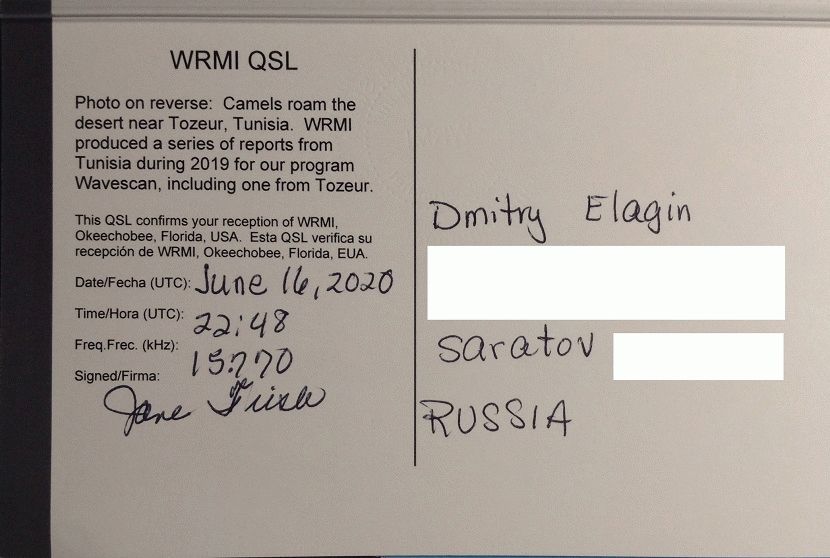 WRMI QSL
Photo on reverse: Camels roam the
desert near Tozeur, Tunisia. WRMI
produced a series of reports from
Tunisia during 2019 for our program
Wavescan, including one from Tozeur.
This QSL confirms your reception of WRMI,
Okeechobee, Florida, USA. Esta QSL verifica su
recepción de WRMI, Okeechobee, Florida, EUA.
Date/Fecha (UTC): June 16, 2020
Time/Hora (UTC): 22:48
Freq.Frec. (kHz): 15770
Signed/Firma:
Jane
Dmitry Elagin
Saratov
RUSSIA